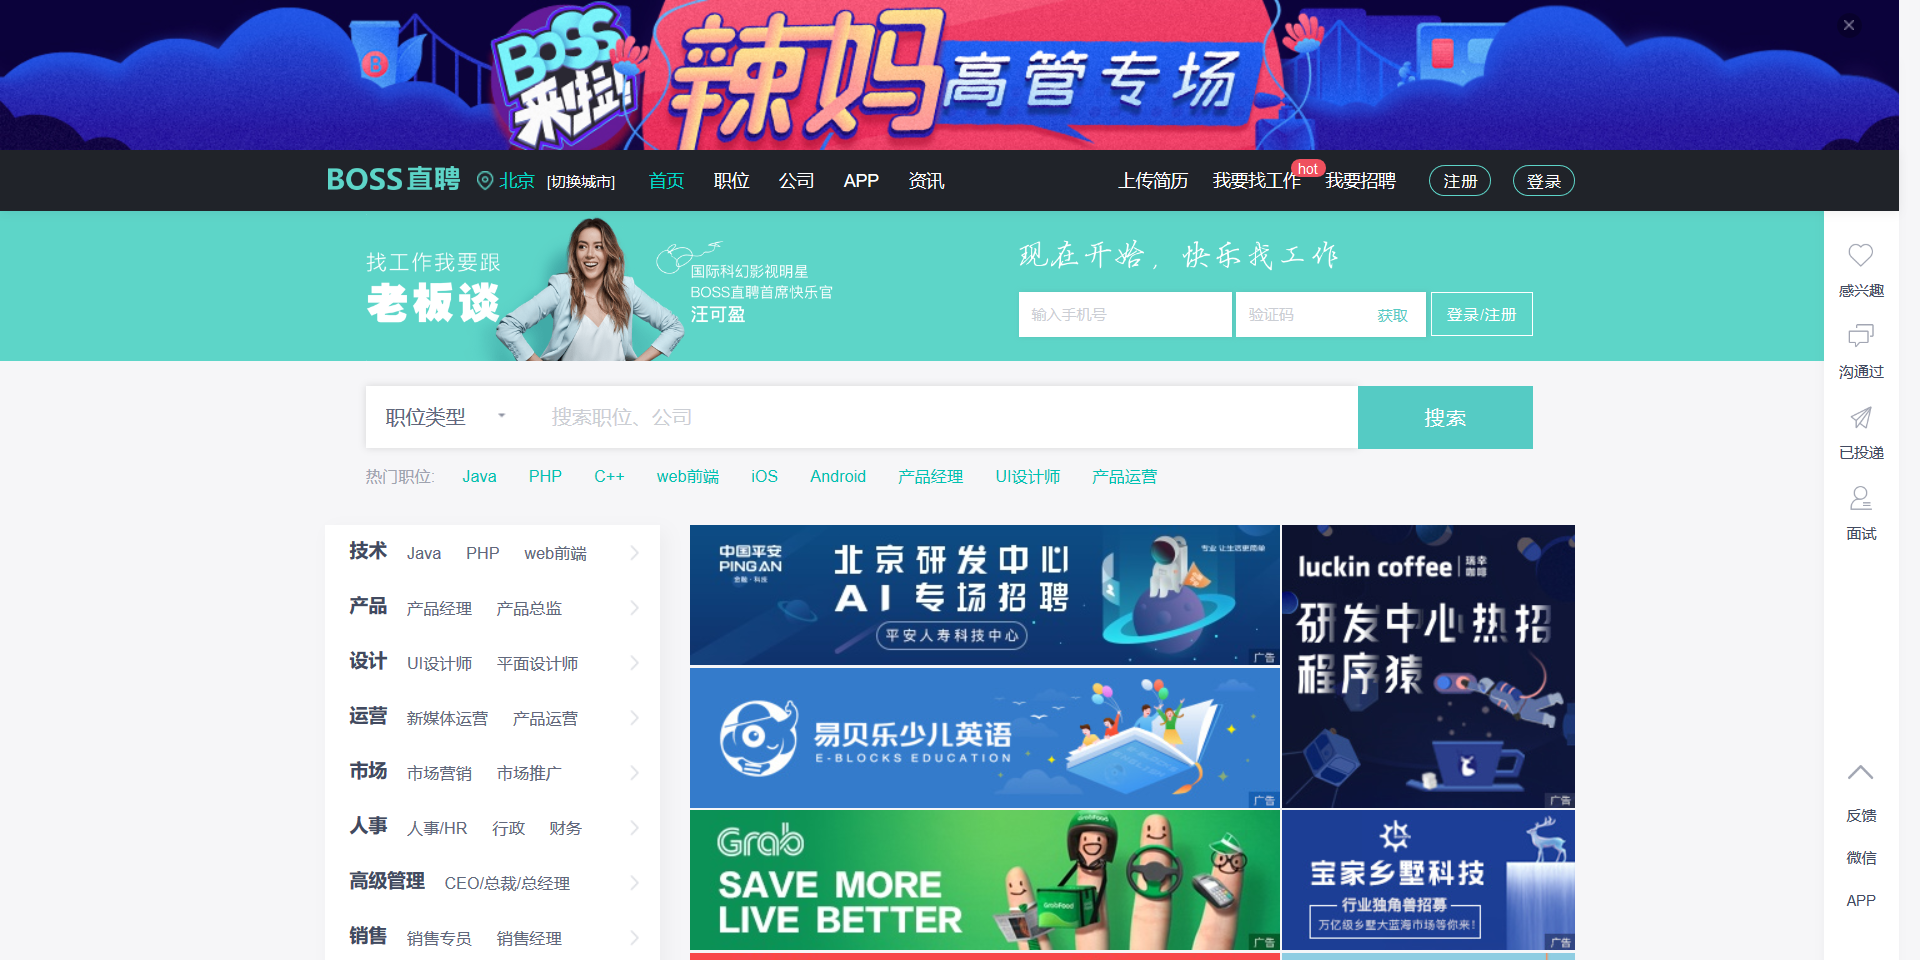 BOSS
来啦!
辣妈
高管专场
B
BOSS直聘
北京 [切换城市]
首页 职位 公司 APP 资讯
上传简历 我要找工作 hot 我要招聘 注册 登录
找工作我要跟
老板谈
国际科幻影视明星
BOSS直聘首席快乐官
汪可盈
现在开始，快乐找工作
输入手机号 验证码 获取 登录/注册
感兴趣
沟通过
已投递
面试
职位类型 搜索职位、公司 搜索
热门职位: Java PHP C++ web前端 iOS Android 产品经理 UI设计师 产品运营
技术 Java PHP web前端
产品 产品经理 产品总监
设计 UI设计师 平面设计师
运营 新媒体运营 产品运营
市场 市场营销 市场推广
人事 人事/HR 行政 财务
高级管理 CEO/总裁/总经理
销售 销售专员 销售经理
中国平安
PING AN
金融·科技
北京研发中心
AI专场招聘
平安人寿科技中心
专业 让生活更简单
广告
luckin coffee 瑞幸咖啡
研发中心热招
程序猿
广告
易贝乐少儿英语
E-BLOCKS EDUCATION
广告
Grab
SAVE MORE
LIVE BETTER
GrabFood
广告
宝家乡墅科技
行业独角兽招募
万亿级乡墅大蓝海市场等你来!
广告
反馈
微信
APP